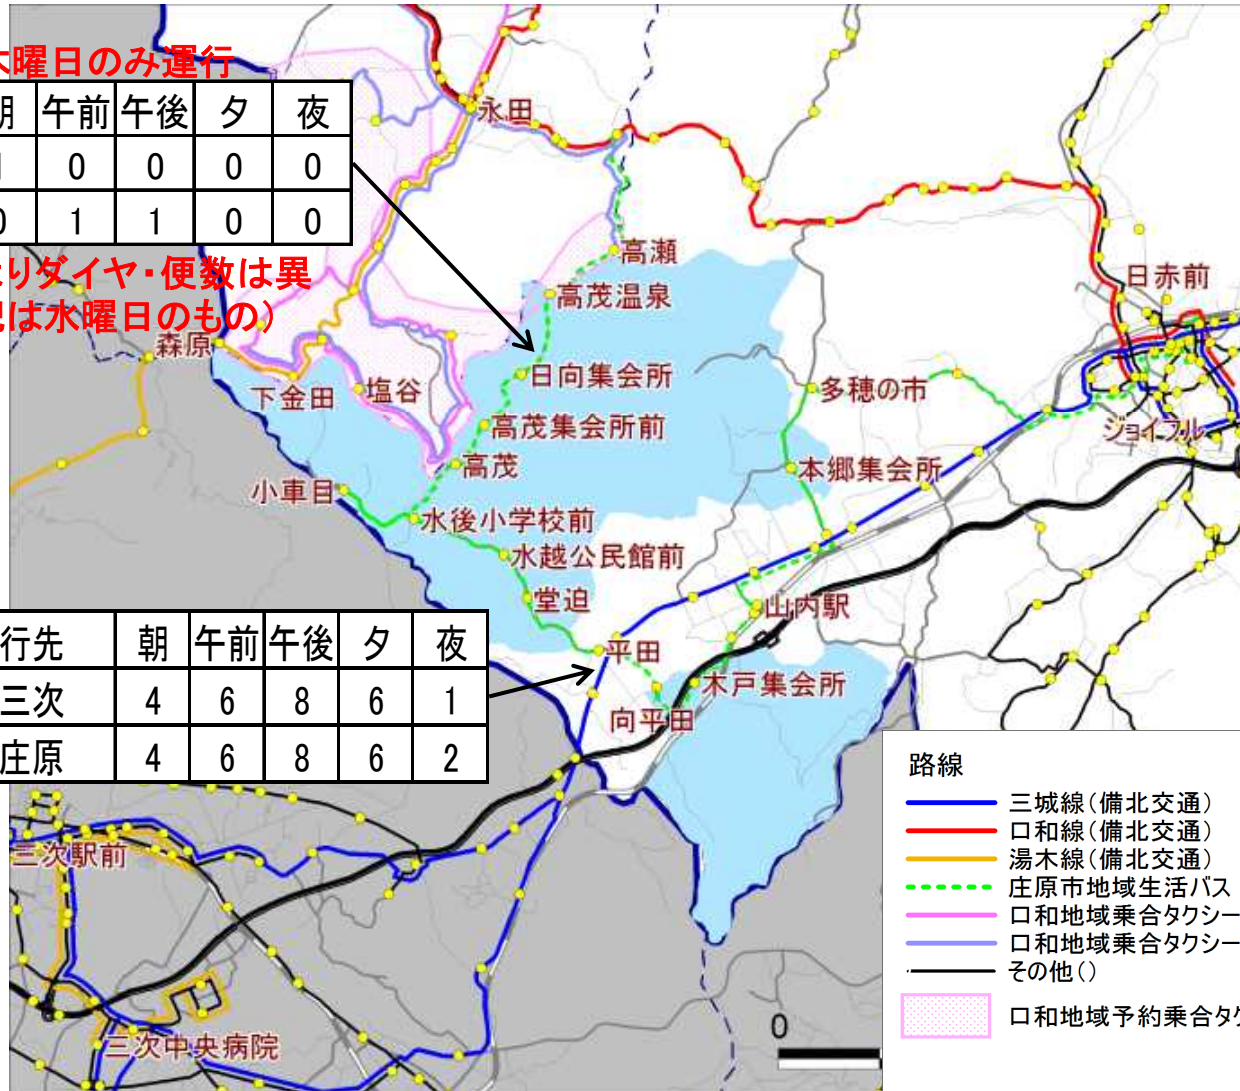 木曜日のみ運行
朝 午前 午後 夕 夜
1 0 0 0 0
0 1 1 0 0
よりダイヤ・便数は異
記は水曜日のもの）
行先 朝 午前 午後 夕 夜
三次 4 6 8 6 1
庄原 4 6 8 6 2
永田
高瀬
高茂温泉
日赤前
森原
下金田
塩谷
日向集会所
多穂の市
高茂集会所前
ジョイフル
高茂
本郷集会所
小車目
水後小学校前
水越公民館前
堂迫
山内駅
平田
木戸集会所
向平田
三次駅前
三次中央病院
路線
三城線（備北交通）
口和線（備北交通）
湯木線（備北交通）
庄原市地域生活バス
口和地域乗合タクシー
口和地域乗合タクシー
その他（）
口和地域予約乗合タク
0